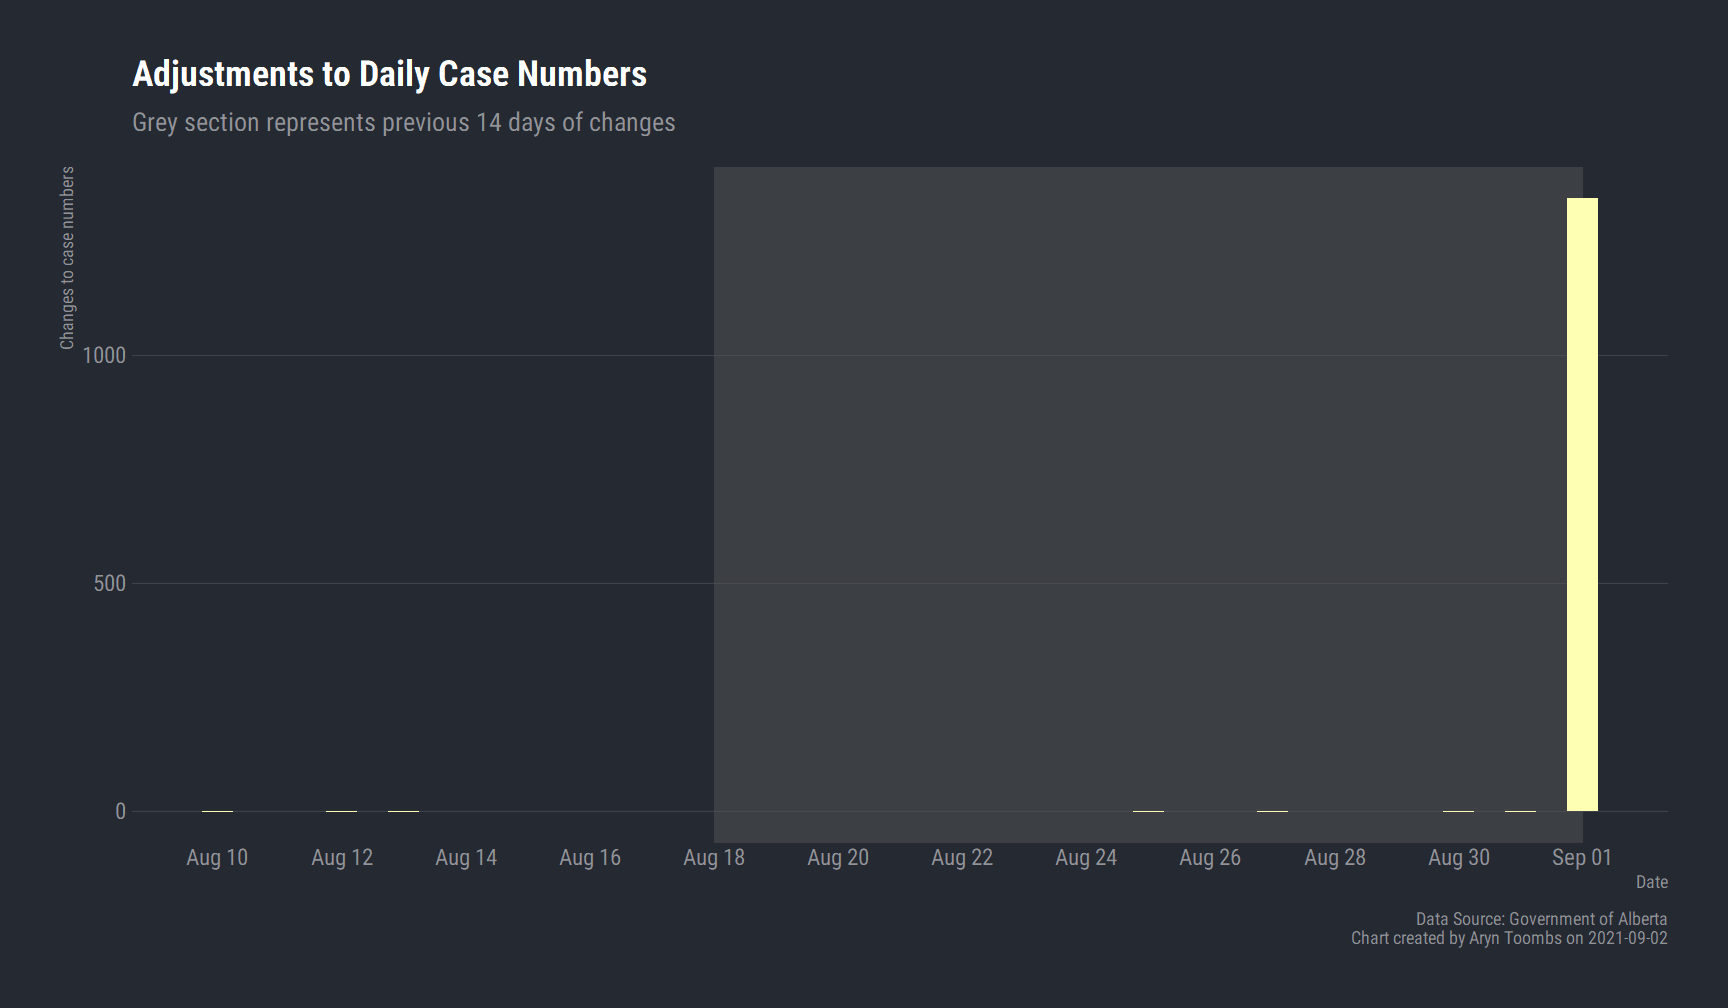 Adjustments to Daily Case Numbers
Grey section represents previous 14 days of changes
Changes to case numbers
1000
500
0
Aug 10 Aug 12 Aug 14 Aug 16 Aug 18 Aug 20 Aug 22 Aug 24 Aug 26 Aug 28 Aug 30 Sep 01
Date
Data Source: Government of Alberta
Chart created by Aryn Toombs on 2021-09-02